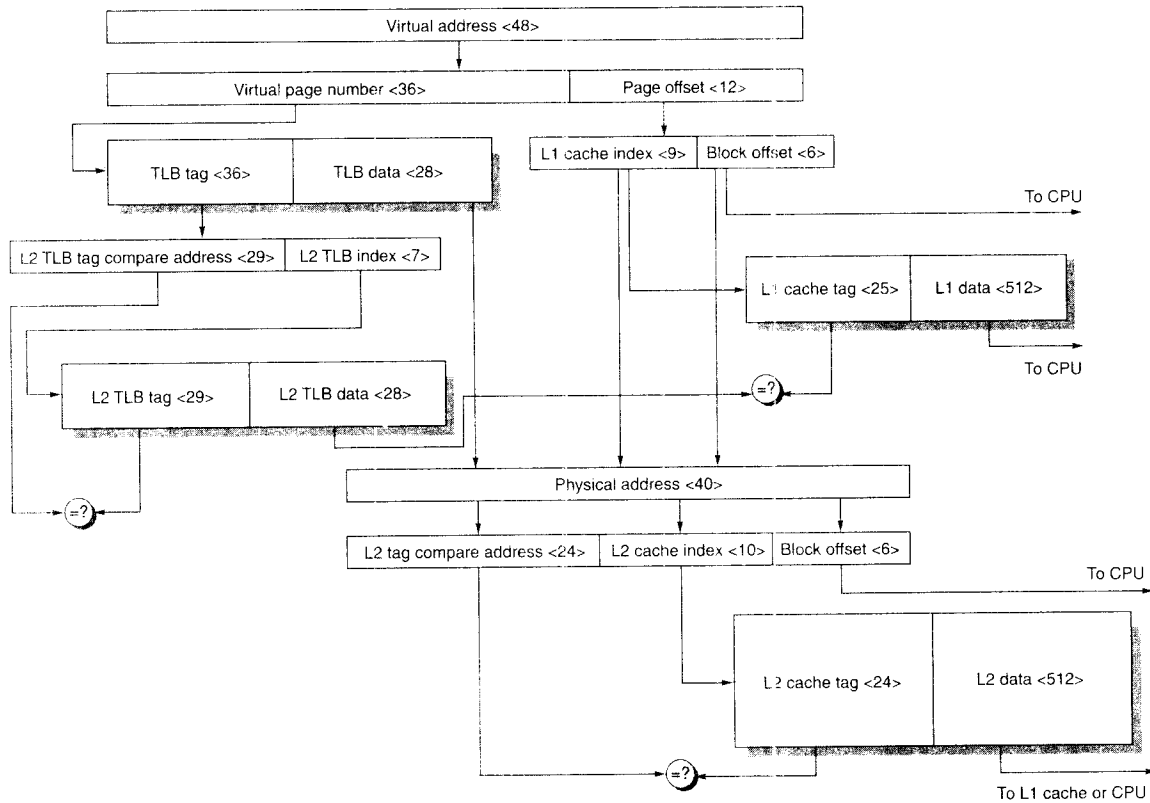 Virtual address <48>
Virtual page number <36>
Page offset <12>
L1 cache index <9>
Block offset <6>
TLB tag <36>
TLB data <28>
To CPU
L2 TLB tag compare address <29>
L2 TLB index <7>
L1 cache tag <25>
L1 data <512>
To CPU
L2 TLB tag <29>
L2 TLB data <28>
=?
Physical address <40>
=?
L2 tag compare address <24>
L2 cache index <10>
Block offset <6>
To CPU
L2 cache tag <24>
L2 data <512>
=?
To L1 cache or CPU